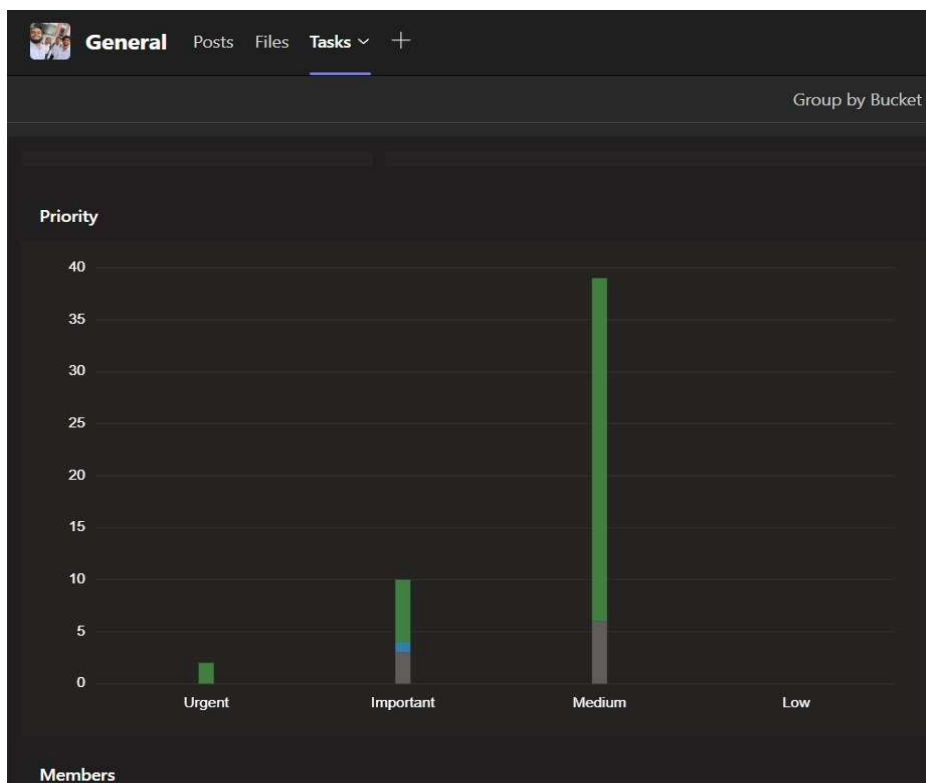 General Posts Files Tasks
Group by Bucket
Priority
40
35
30
25
20
15
10
5
0
Urgent Important Medium Low
Members